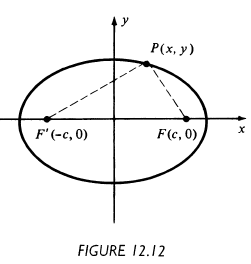 y
P(x, y)
F'(-c, 0) F(c, 0) x
FIGURE 12.12